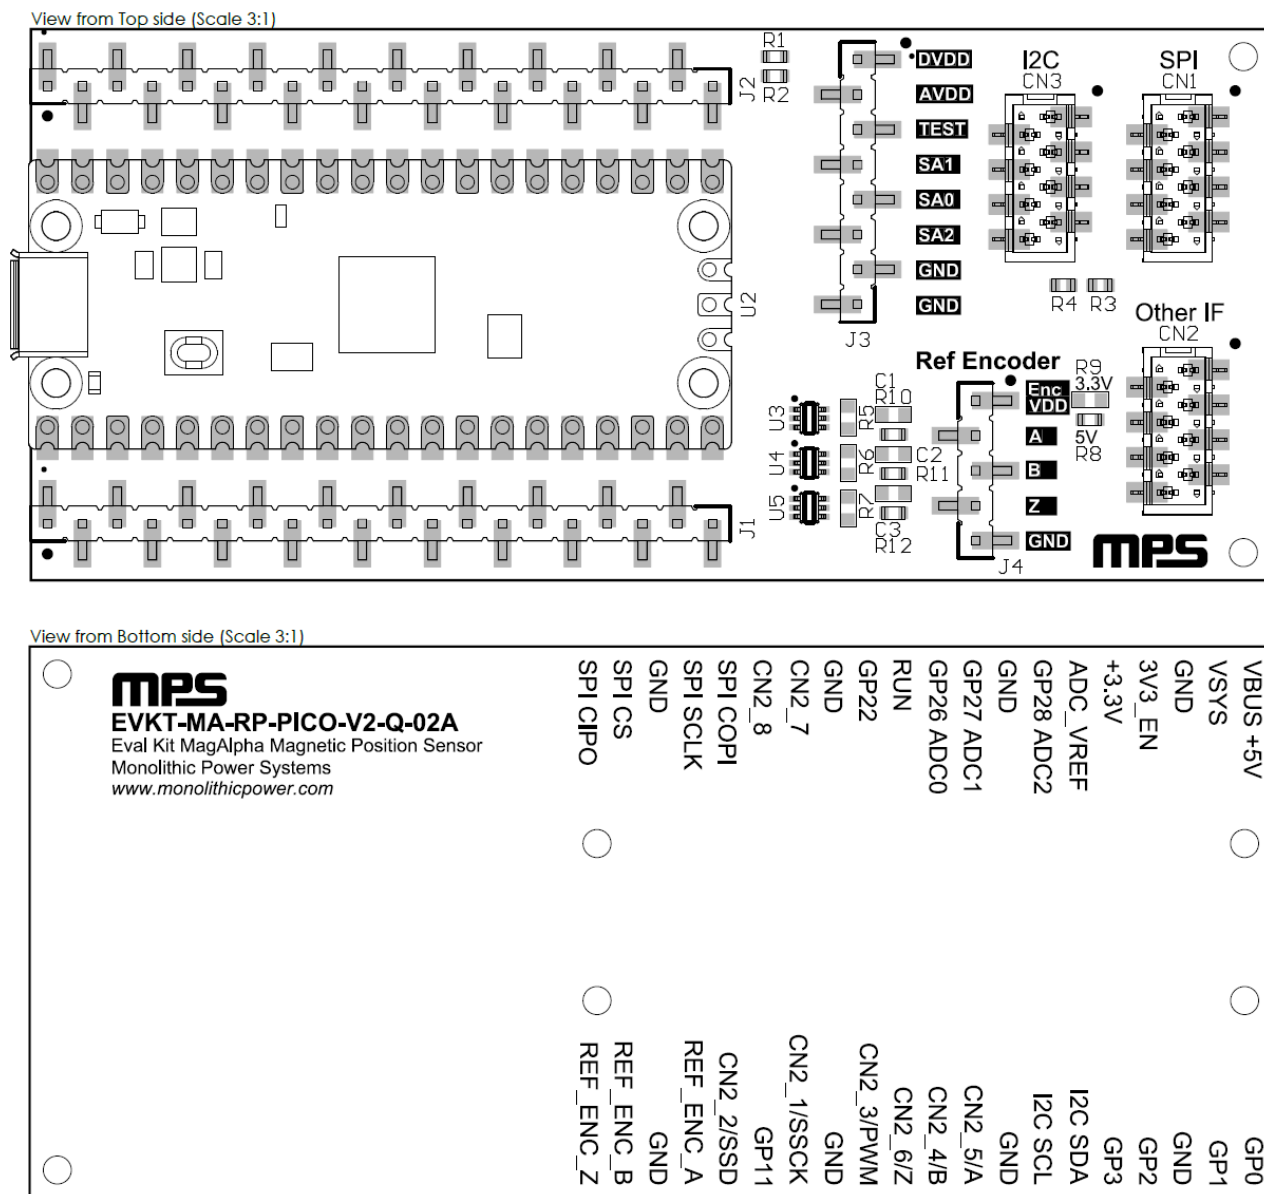 View from Top side (Scale 3:1)
R1
R2
J2
DVDD
AVDD
TEST
SA1
SA0
SA2
GND
GND
J3
I2C
CN3
SPI
CN1
R4
R3
U2
Other IF
CN2
Ref Encoder
Enc
VDD
A
B
Z
GND
J4
R9
3.3V
5V
R8
C1
R10
U3
R5
U4
R6
C2
R11
U5
R7
C3
R12
J1
MPS
View from Bottom side (Scale 3:1)
MPS
EVKT-MA-RP-PICO-V2-Q-02A
Eval Kit MagAlpha Magnetic Position Sensor
Monolithic Power Systems
www.monolithicpower.com
SPI CIPO
SPI CS
GND
SPI SCLK
SPI COPI
CN2_8
CN2_7
GND
GP22
RUN
GP26 ADC0
GP27 ADC1
GND
GP28 ADC2
ADC_VREF
+3.3V
3V3_EN
GND
VSYS
VBUS +5V
REF_ENC_Z
REF_ENC_B
GND
REF_ENC_A
CN2_2/SSD
GP11
CN2_1/SSCK
GND
CN2_3/PWM
CN2_6/Z
CN2_4/B
CN2_5/A
GND
I2C SCL
I2C SDA
GP3
GP2
GND
GP1
GP0